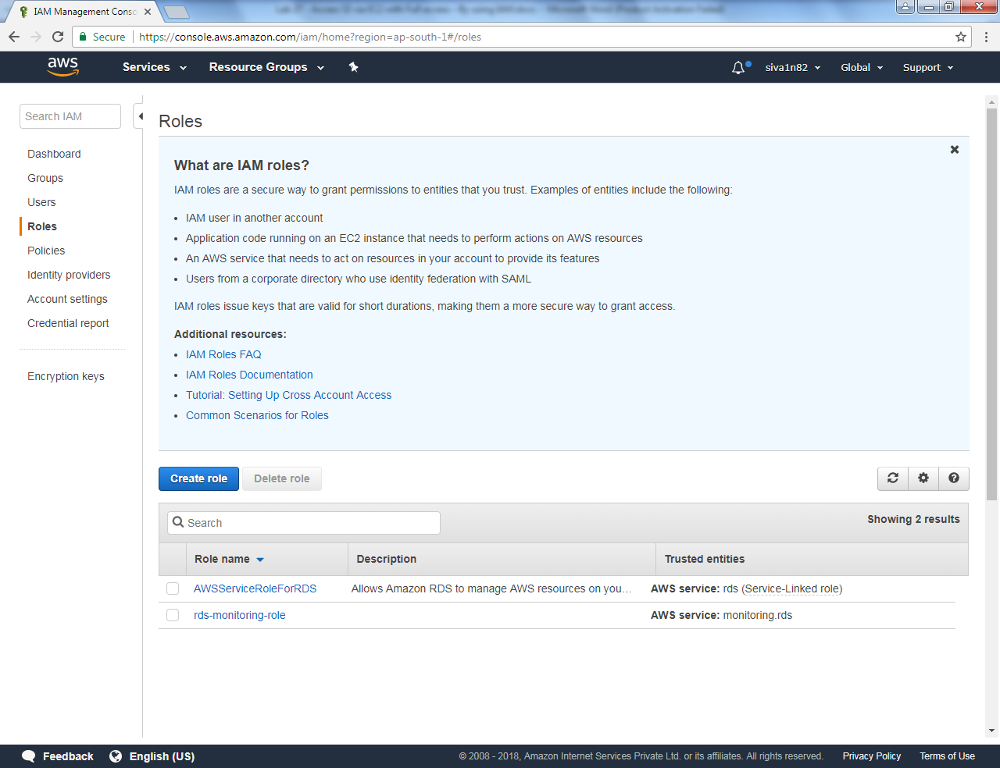 IAM Management Conso
Secure
https://console.aws.amazon.com/iam/home?region=ap-south-1#/roles
aws
Services
Resource Groups
siva1n82
Global
Support
Search IAM
Dashboard
Groups
Users
Roles
Policies
Identity providers
Account settings
Credential report
Encryption keys
Roles
What are IAM roles?
IAM roles are a secure way to grant permissions to entities that you trust. Examples of entities include the following:
• IAM user in another account
• Application code running on an EC2 instance that needs to perform actions on AWS resources
• An AWS service that needs to act on resources in your account to provide its features
• Users from a corporate directory who use identity federation with SAML
IAM roles issue keys that are valid for short durations, making them a more secure way to grant access.
Additional resources:
• IAM Roles FAQ
• IAM Roles Documentation
• Tutorial: Setting Up Cross Account Access
• Common Scenarios for Roles
Create role
Delete role
Search
Showing 2 results
Role name
Description
Trusted entities
AWSServiceRoleForRDS
Allows Amazon RDS to manage AWS resources on you…
AWS service: rds (Service-Linked role)
rds-monitoring-role
AWS service: monitoring.rds
Feedback
English (US)
© 2008 - 2018, Amazon Internet Services Private Ltd. or its affiliates. All rights reserved.
Privacy Policy
Terms of Use